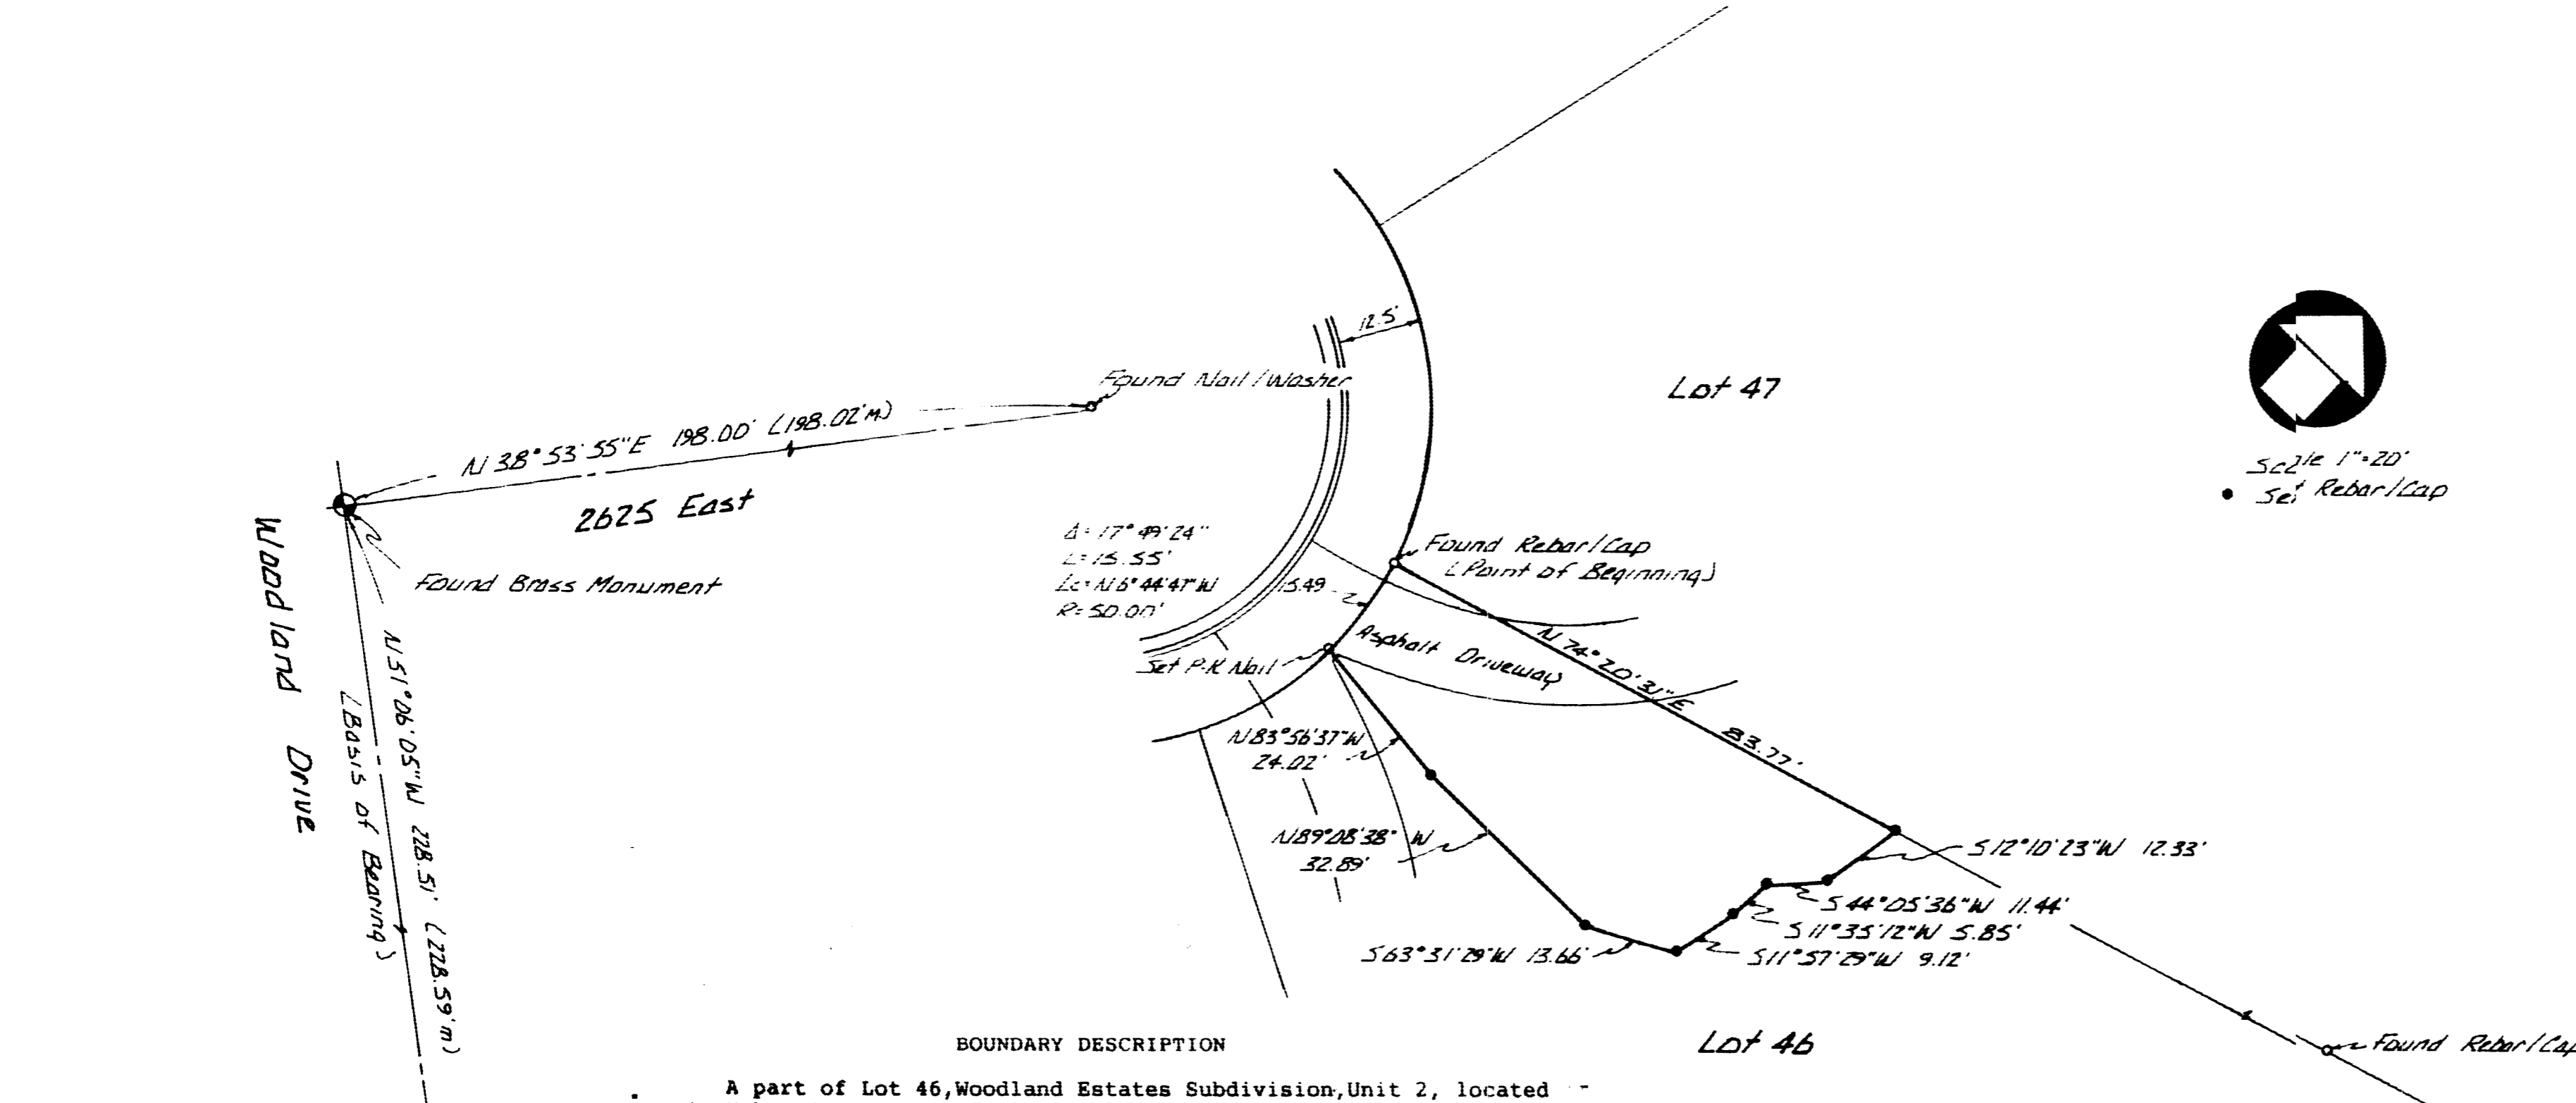 12.5'
Found Nail/Washer
Lot 47
N 38° 53' 55" E 198.00' (198.02'm)
2625 East
Scale 1"=20'
Set Rebar/Cap
Woodland Drive
Found Brass Monument
Δ= 17° 49' 24"
L= 15.55'
Lc= N 6° 44' 47" W
R= 50.00'
15.49
Found Rebar/Cap
(Point of Beginning)
Set P.K Nail
Asphalt Driveway
N 74° 20' 31" E 83.77'
N 51° 06' 05" W 228.51' (228.59'm)
(Basis of Bearing)
N 83° 56' 37" W
24.02'
N 89° 08' 38" W
32.89'
S 12° 10' 23" W 12.33'
S 44° 05' 36" W 11.44'
S 11° 35' 12" W 5.85'
S 11° 57' 29" W 9.12'
S 63° 31' 29" W 13.66'
Lot 46
Found Rebar/Cap
BOUNDARY DESCRIPTION
A part of Lot 46, Woodland Estates Subdivision, Unit 2, located